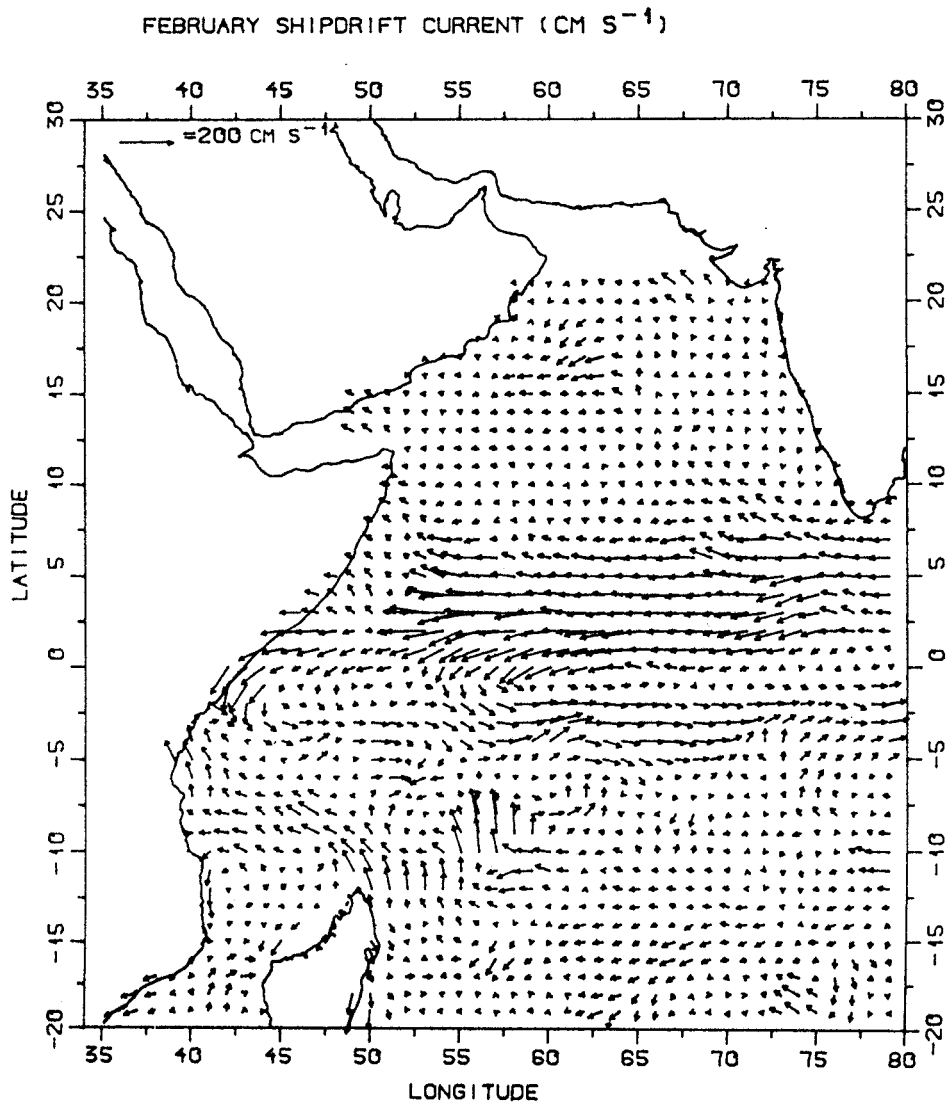 FEBRUARY SHIPDRIFT CURRENT (CM S⁻¹)
35 40 45 50 55 60 65 70 75 80
=200 CM S⁻¹
30 30
25 25
20 20
15 15
10 10
LATITUDE
5 5
0 0
-5 -5
-10 -10
-15 -15
-20 -20
35 40 45 50 55 60 65 70 75 80
LONGITUDE